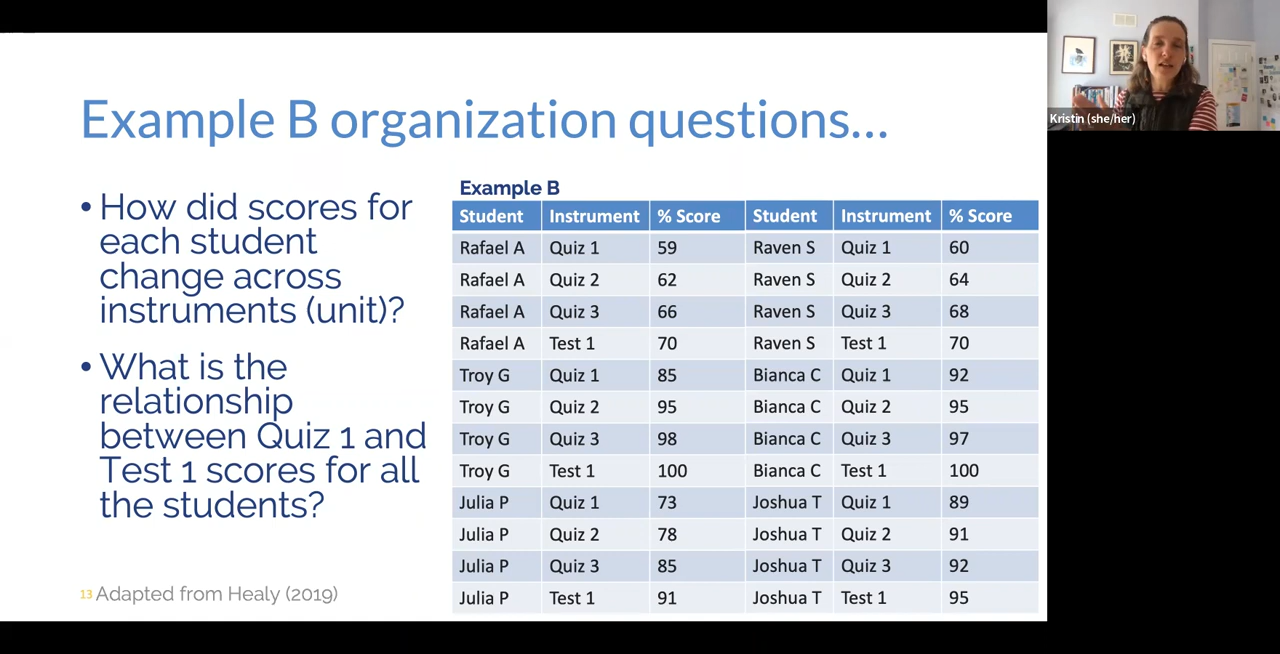 Example B organization questions…
• How did scores for
each student
change across
instruments (unit)?
• What is the
relationship
between Quiz 1 and
Test 1 scores for all
the students?
Example B
Student Instrument % Score Student Instrument % Score
Rafael A Quiz 1 59 Raven S Quiz 1 60
Rafael A Quiz 2 62 Raven S Quiz 2 64
Rafael A Quiz 3 66 Raven S Quiz 3 68
Rafael A Test 1 70 Raven S Test 1 70
Troy G Quiz 1 85 Bianca C Quiz 1 92
Troy G Quiz 2 95 Bianca C Quiz 2 95
Troy G Quiz 3 98 Bianca C Quiz 3 97
Troy G Test 1 100 Bianca C Test 1 100
Julia P Quiz 1 73 Joshua T Quiz 1 89
Julia P Quiz 2 78 Joshua T Quiz 2 91
Julia P Quiz 3 85 Joshua T Quiz 3 92
Julia P Test 1 91 Joshua T Test 1 95
13 Adapted from Healy (2019)
Kristin (she/her)